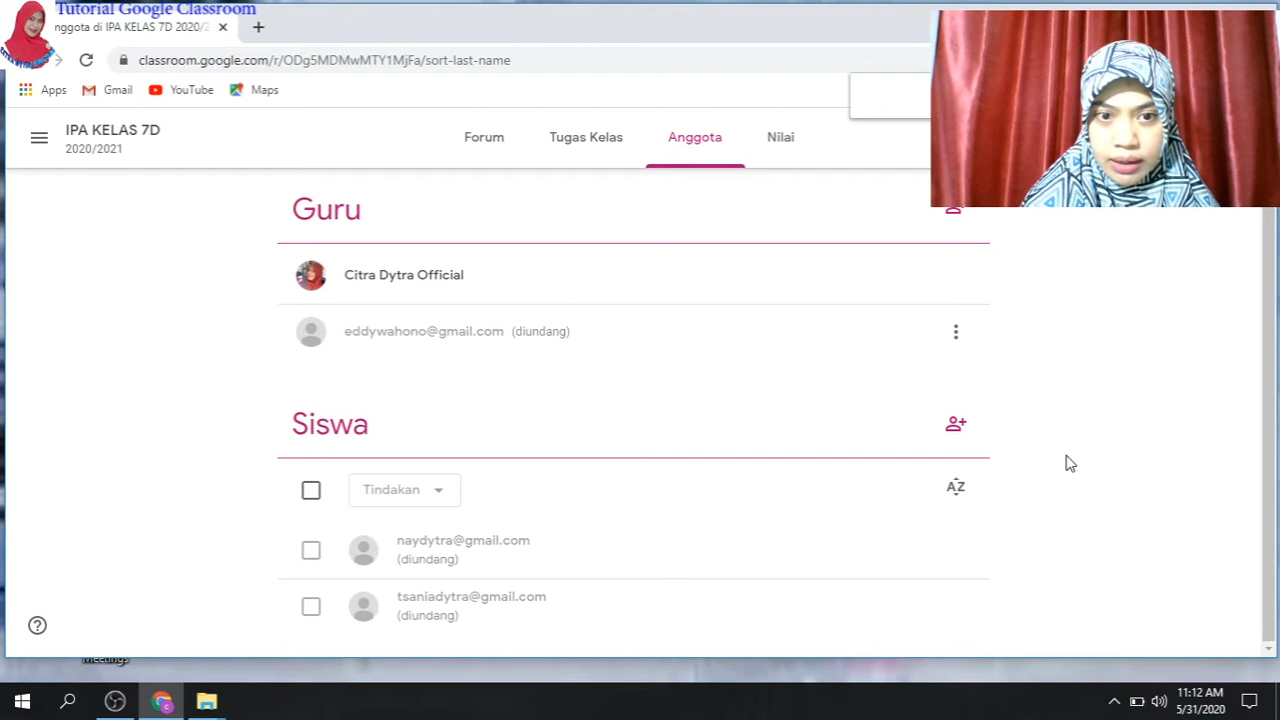 Tutorial Google Classroom
nggota di IPA KELAS 7D 2020/2
classroom.google.com/r/ODg5MDMwMTY1MjFa/sort-last-name
Apps Gmail YouTube Maps
IPA KELAS 7D
2020/2021
Forum Tugas Kelas Anggota Nilai
Guru
Citra Dytra Official
eddywahono@gmail.com (diundang)
Siswa
Tindakan
AZ
naydytra@gmail.com
(diundang)
tsaniadytra@gmail.com
(diundang)
Meetings
11:12 AM
5/31/2020